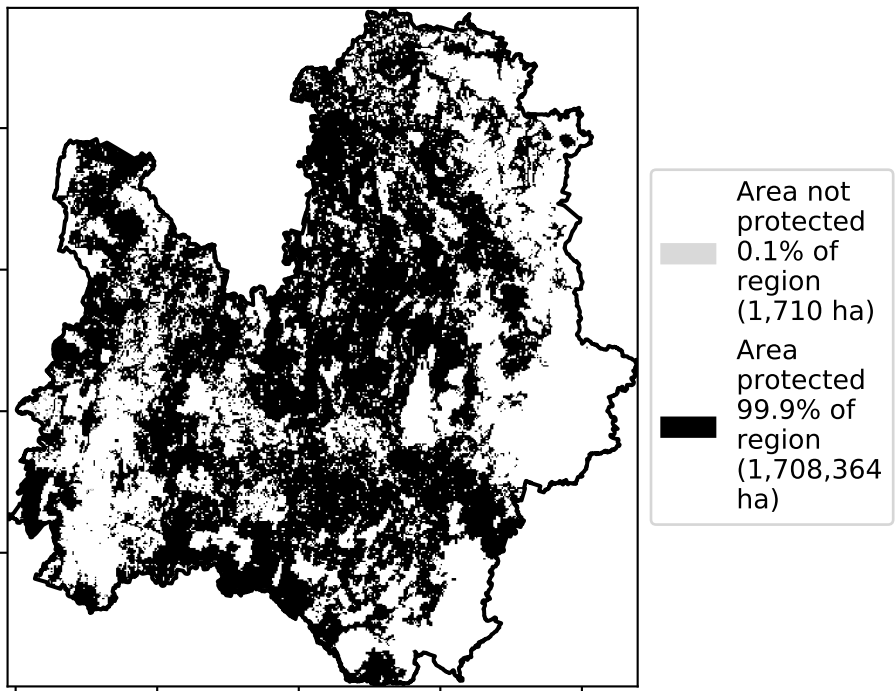 Area not
protected
0.1% of
region
(1,710 ha)
Area
protected
99.9% of
region
(1,708,364
ha)